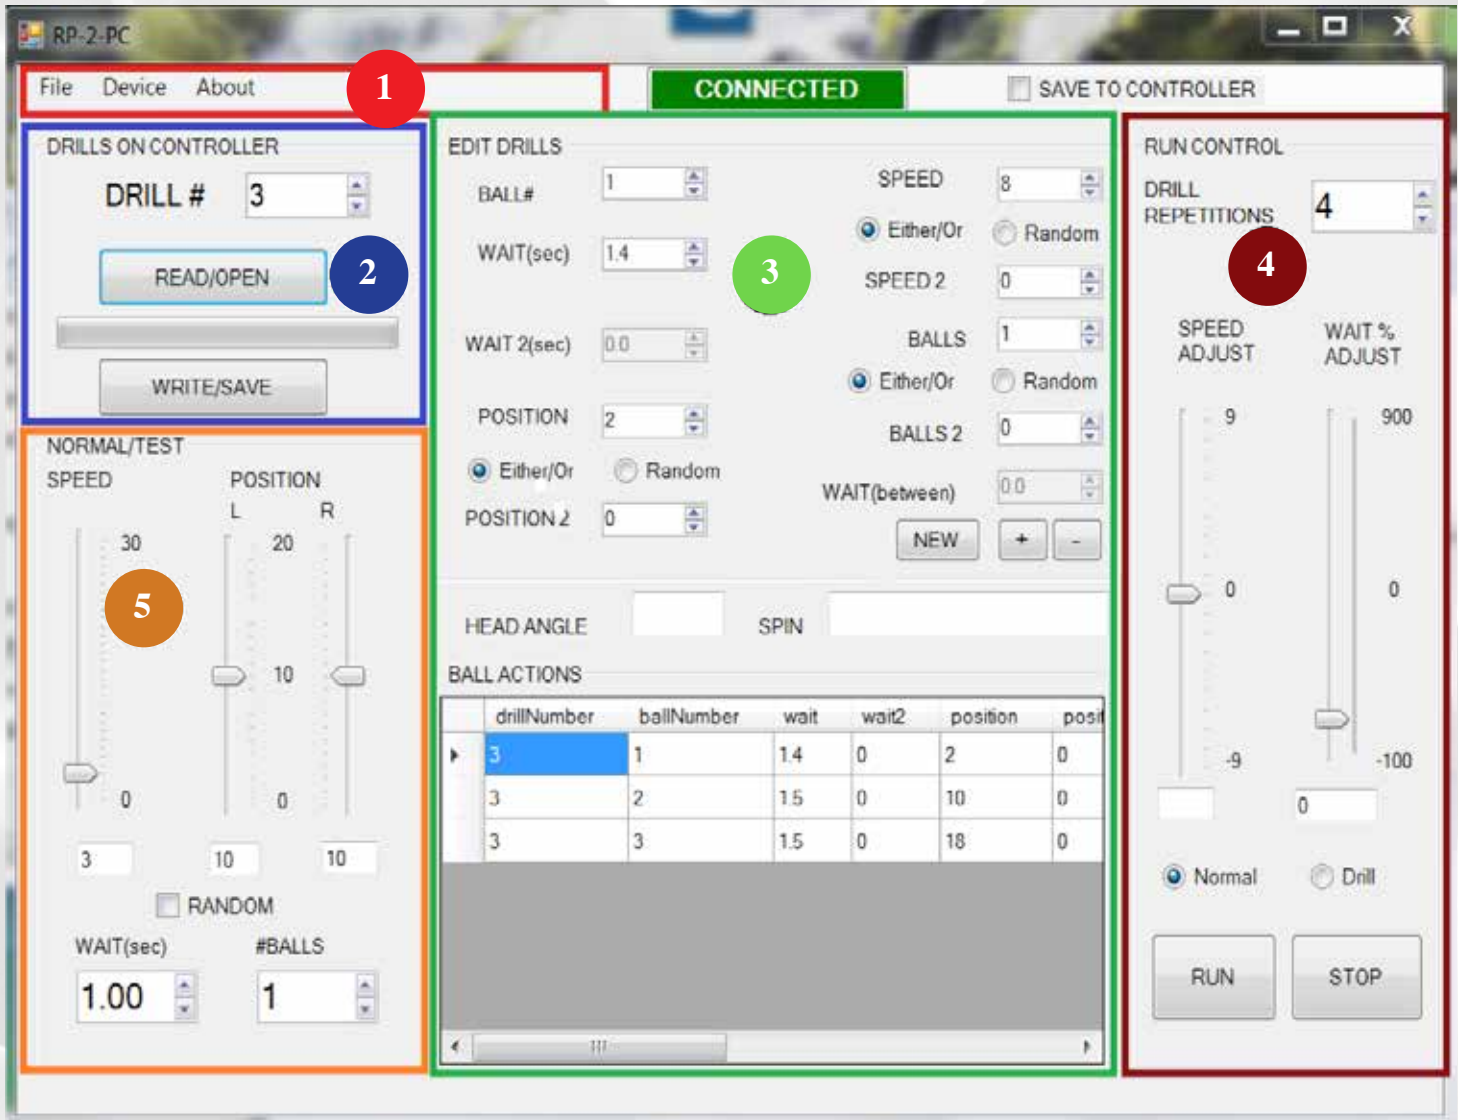 RP-2-PC
File Device About
1
CONNECTED
SAVE TO CONTROLLER
DRILLS ON CONTROLLER
DRILL # 3
READ/OPEN
2
WRITE/SAVE
NORMAL/TEST
SPEED POSITION
L R
30 20
5
10
0 0
3 10 10
RANDOM
WAIT(sec) #BALLS
1.00 1
EDIT DRILLS
BALL# 1
WAIT(sec) 1.4
WAIT 2(sec) 0.0
POSITION 2
Either/Or Random
POSITION 2 0
3
SPEED 8
Either/Or Random
SPEED 2 0
BALLS 1
Either/Or Random
BALLS 2 0
WAIT(between) 0.0
NEW + -
HEAD ANGLE SPIN
BALL ACTIONS
drillNumber ballNumber wait wait2 position posit
3 1 1.4 0 2 0
3 2 1.5 0 10 0
3 3 1.5 0 18 0
RUN CONTROL
DRILL
REPETITIONS 4
4
SPEED
ADJUST
WAIT %
ADJUST
9 900
0 0
-9 -100
0
Normal Drill
RUN STOP